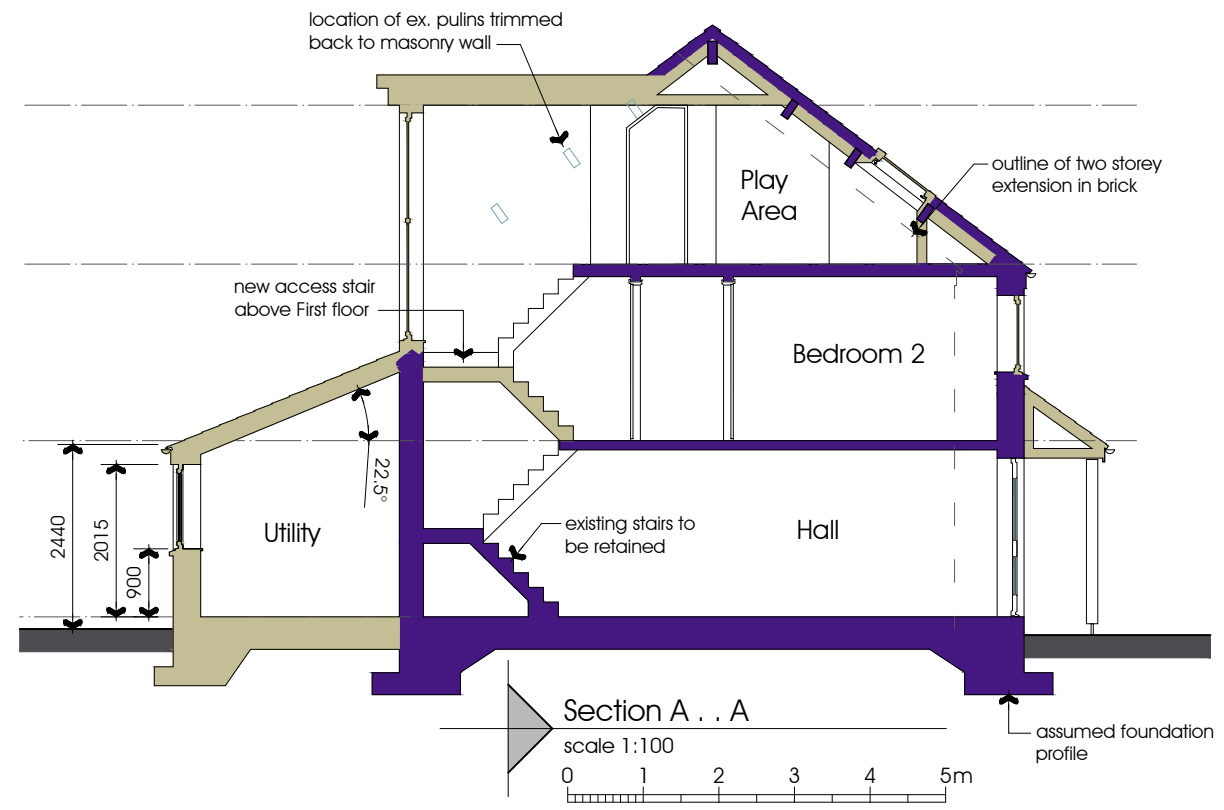 location of ex. pulins trimmed
back to masonry wall
Play
Area
outline of two storey
extension in brick
new access stair
above First floor
Bedroom 2
22.5°
2440
2015
900
Utility
existing stairs to
be retained
Hall
Section A . . A
scale 1:100
assumed foundation
profile
0 1 2 3 4 5m